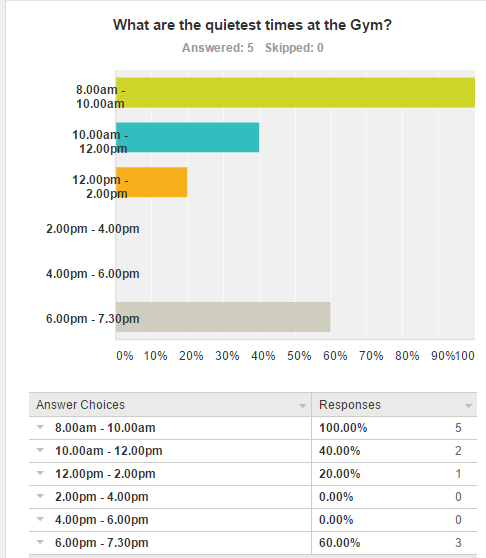 What are the quietest times at the Gym?
Answered: 5 Skipped: 0
8.00am -
10.00am
10.00am -
12.00pm
12.00pm -
2.00pm
2.00pm - 4.00pm
4.00pm - 6.00pm
6.00pm - 7.30pm
0% 10% 20% 30% 40% 50% 60% 70% 80% 90%100
Answer Choices Responses
8.00am - 10.00am 100.00% 5
10.00am - 12.00pm 40.00% 2
12.00pm - 2.00pm 20.00% 1
2.00pm - 4.00pm 0.00% 0
4.00pm - 6.00pm 0.00% 0
6.00pm - 7.30pm 60.00% 3